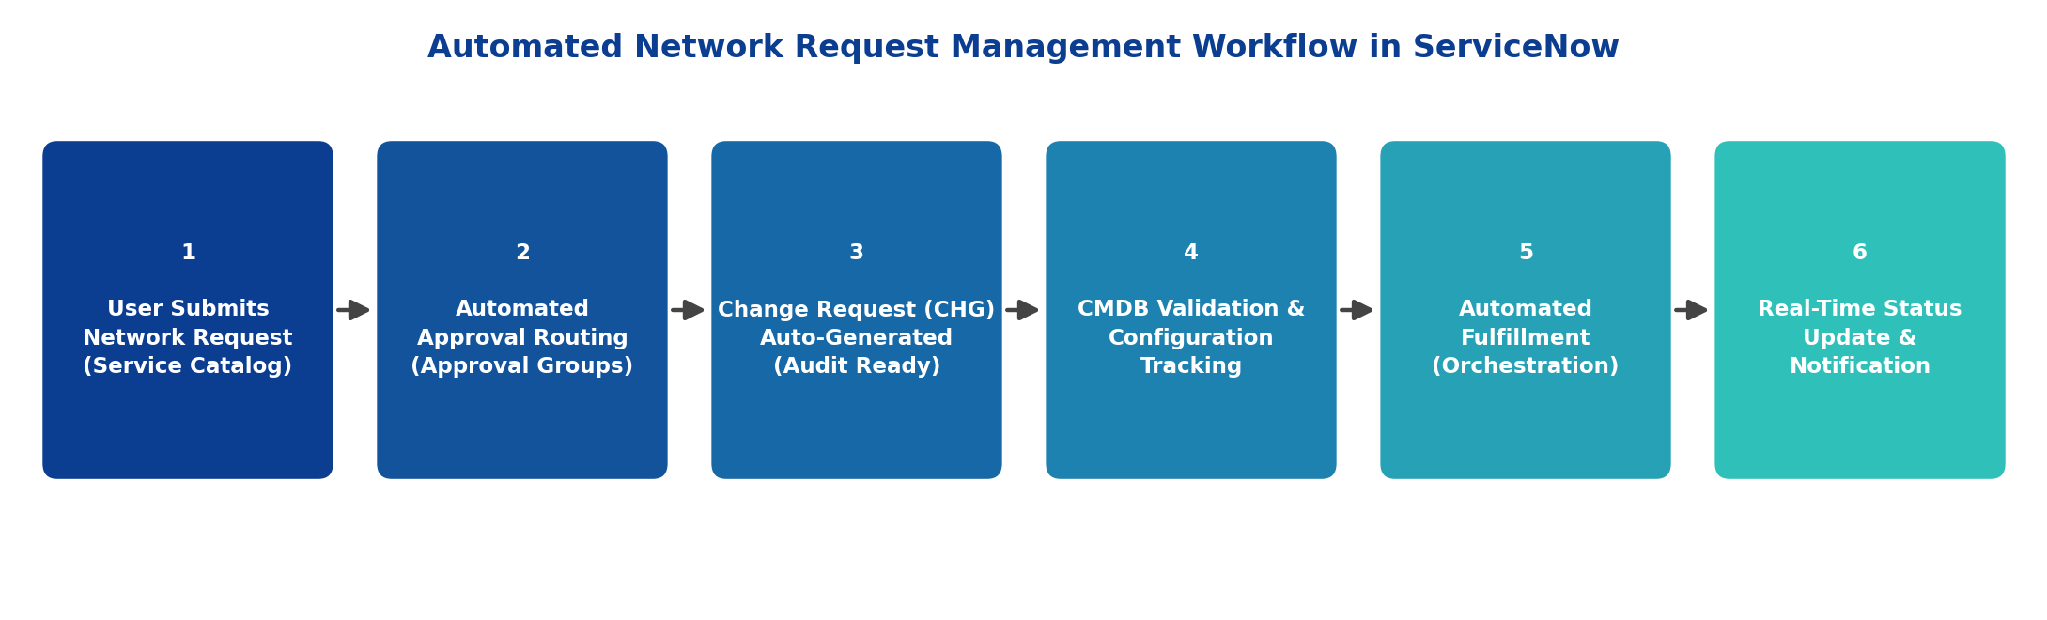 Automated Network Request Management Workflow in ServiceNow
1
User Submits
Network Request
(Service Catalog)
2
Automated
Approval Routing
(Approval Groups)
3
Change Request (CHG)
Auto-Generated
(Audit Ready)
4
CMDB Validation &
Configuration
Tracking
5
Automated
Fulfillment
(Orchestration)
6
Real-Time Status
Update &
Notification